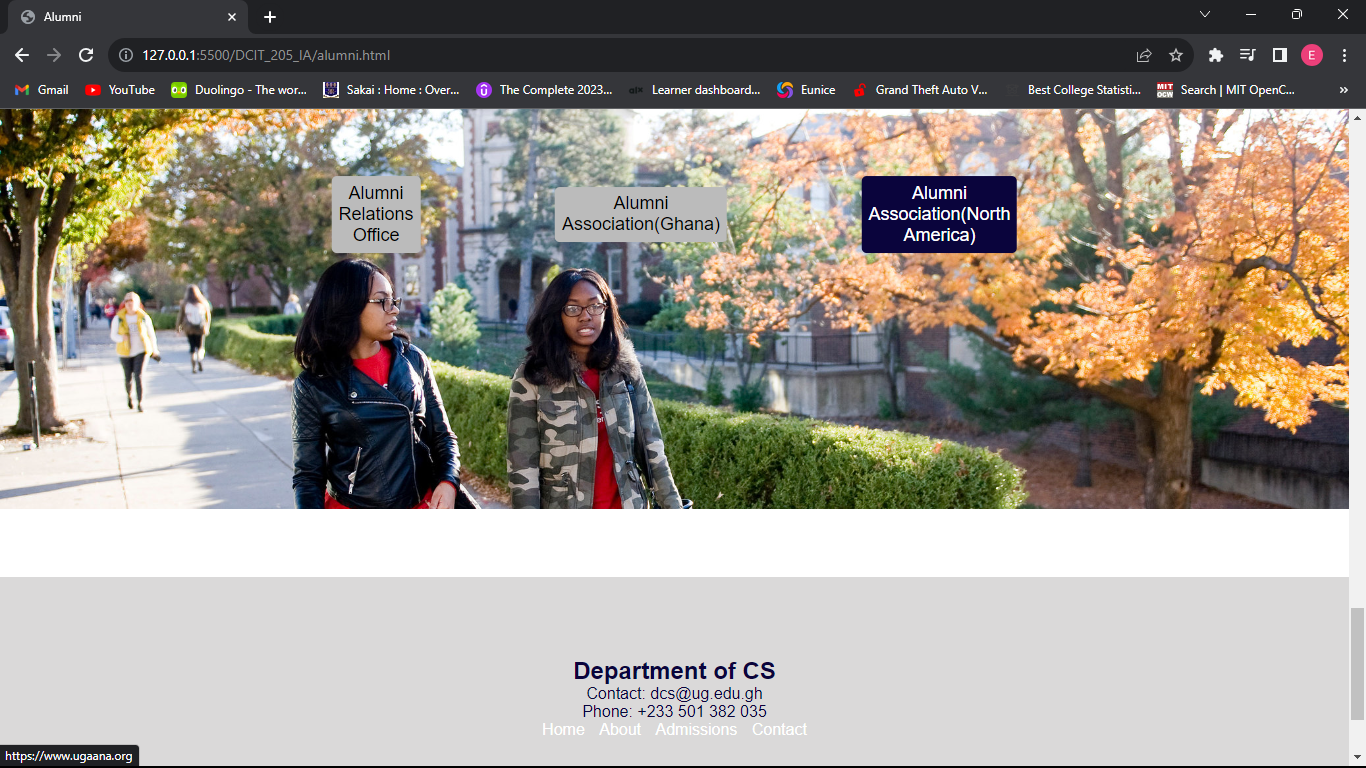 Alumni
127.0.0.1:5500/DCIT_205_IA/alumni.html
E
Gmail YouTube Duolingo - The wor... Sakai : Home : Over... The Complete 2023... Learner dashboard... Eunice Grand Theft Auto V... Best College Statisti... MIT OCW Search | MIT OpenC... »
Alumni
Relations
Office
Alumni
Association(Ghana)
Alumni
Association(North
America)
Department of CS
Contact: dcs@ug.edu.gh
Phone: +233 501 382 035
Home About Admissions Contact
https://www.ugaana.org